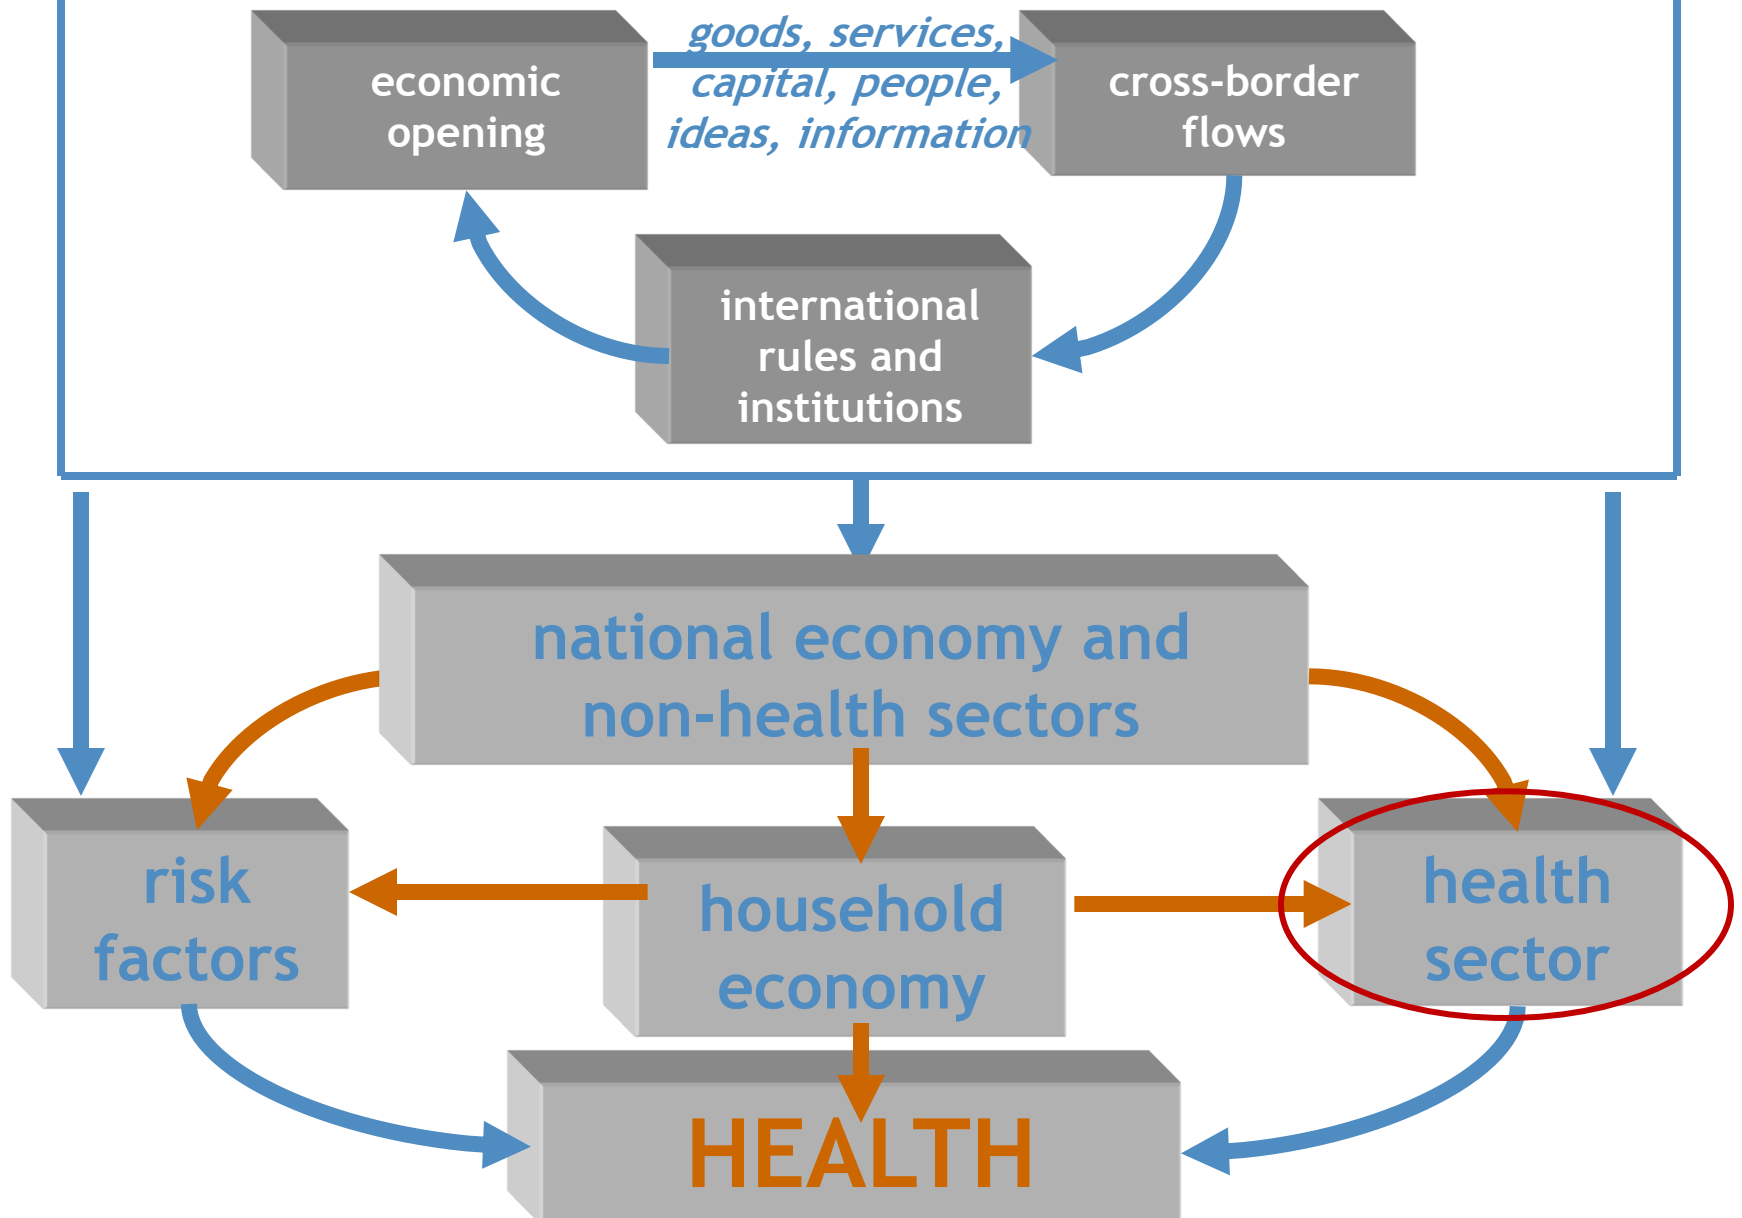 economic
opening
goods, services,
capital, people,
ideas, information
cross-border
flows
international
rules and
institutions
national economy and
non-health sectors
risk
factors
household
economy
health
sector
HEALTH